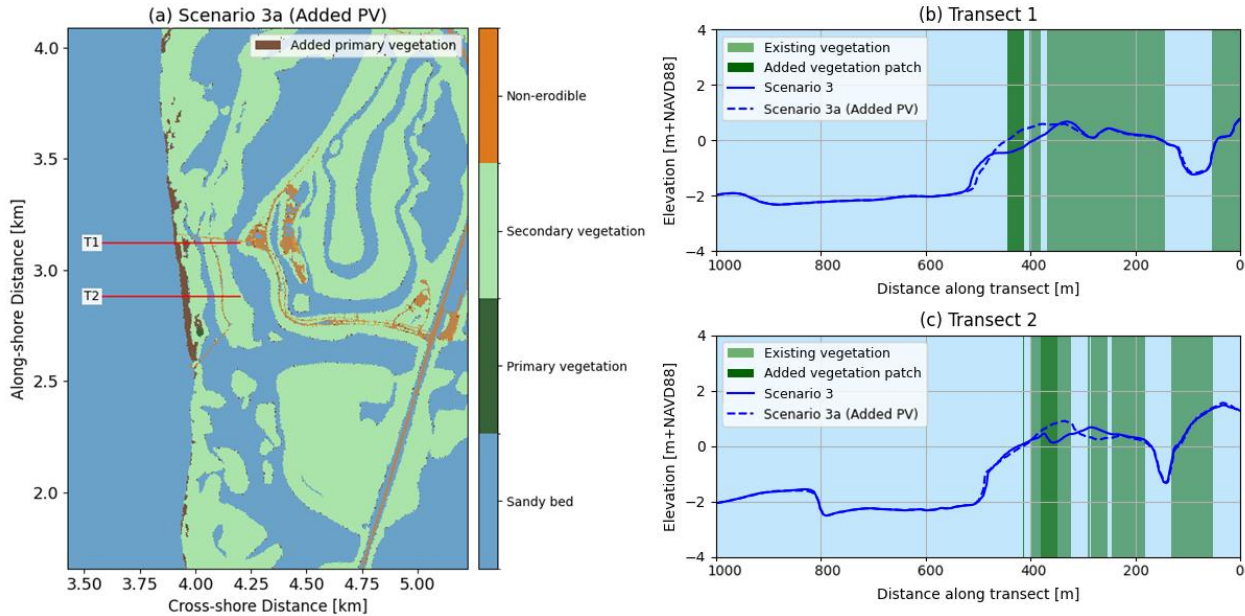 (a) Scenario 3a (Added PV)
Added primary vegetation
Along-shore Distance [km]
4.0
3.5
3.0
2.5
2.0
T1
T2
3.50 3.75 4.00 4.25 4.50 4.75 5.00
Cross-shore Distance [km]
Non-erodible
Secondary vegetation
Primary vegetation
Sandy bed
(b) Transect 1
Elevation [m+NAVD88]
4
2
0
−2
−4
Existing vegetation
Added vegetation patch
Scenario 3
Scenario 3a (Added PV)
1000 800 600 400 200 0
Distance along transect [m]
(c) Transect 2
Elevation [m+NAVD88]
4
2
0
−2
−4
Existing vegetation
Added vegetation patch
Scenario 3
Scenario 3a (Added PV)
1000 800 600 400 200 0
Distance along transect [m]